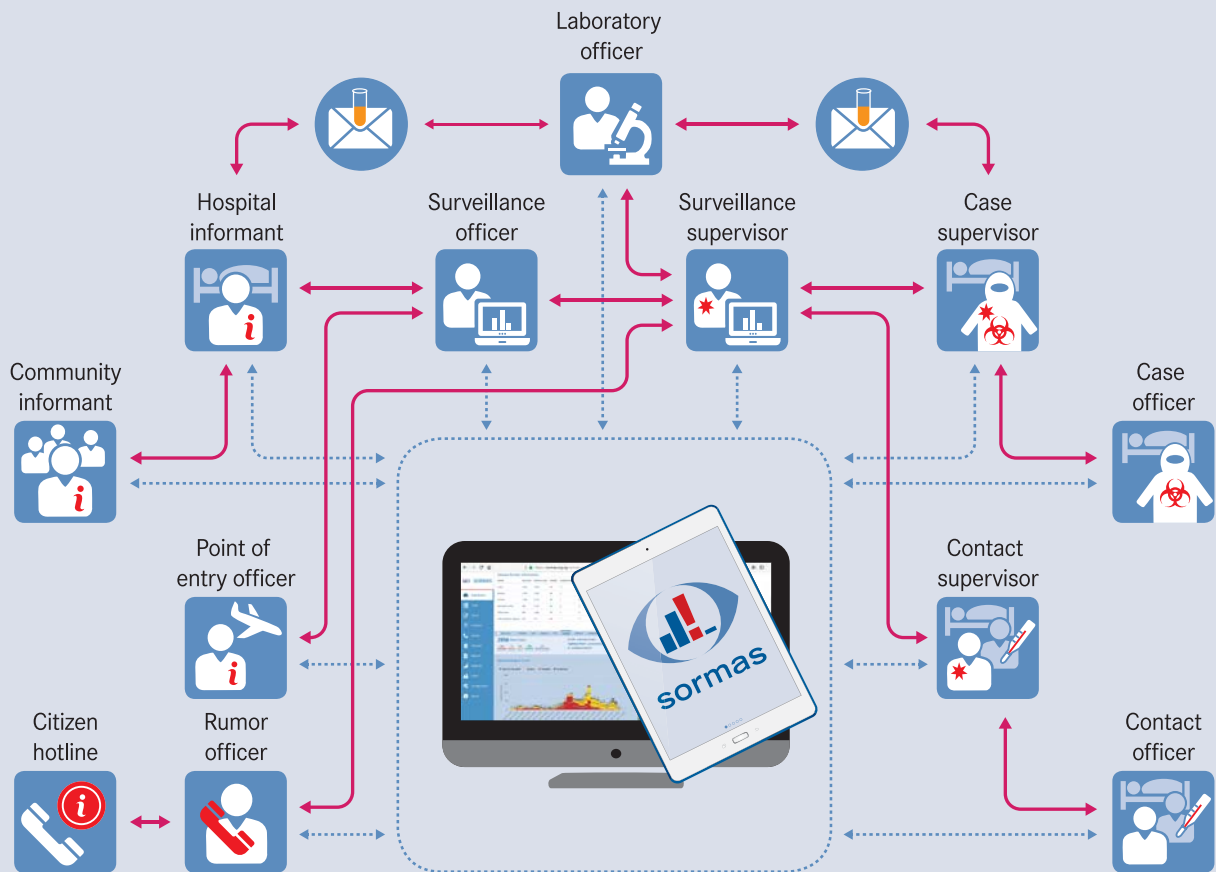 Laboratory
officer
Hospital
informant
Surveillance
officer
Surveillance
supervisor
Case
supervisor
Community
informant
Case
officer
Point of
entry officer
Contact
supervisor
Citizen
hotline
Rumor
officer
Contact
officer
i
i
i
i
sormas